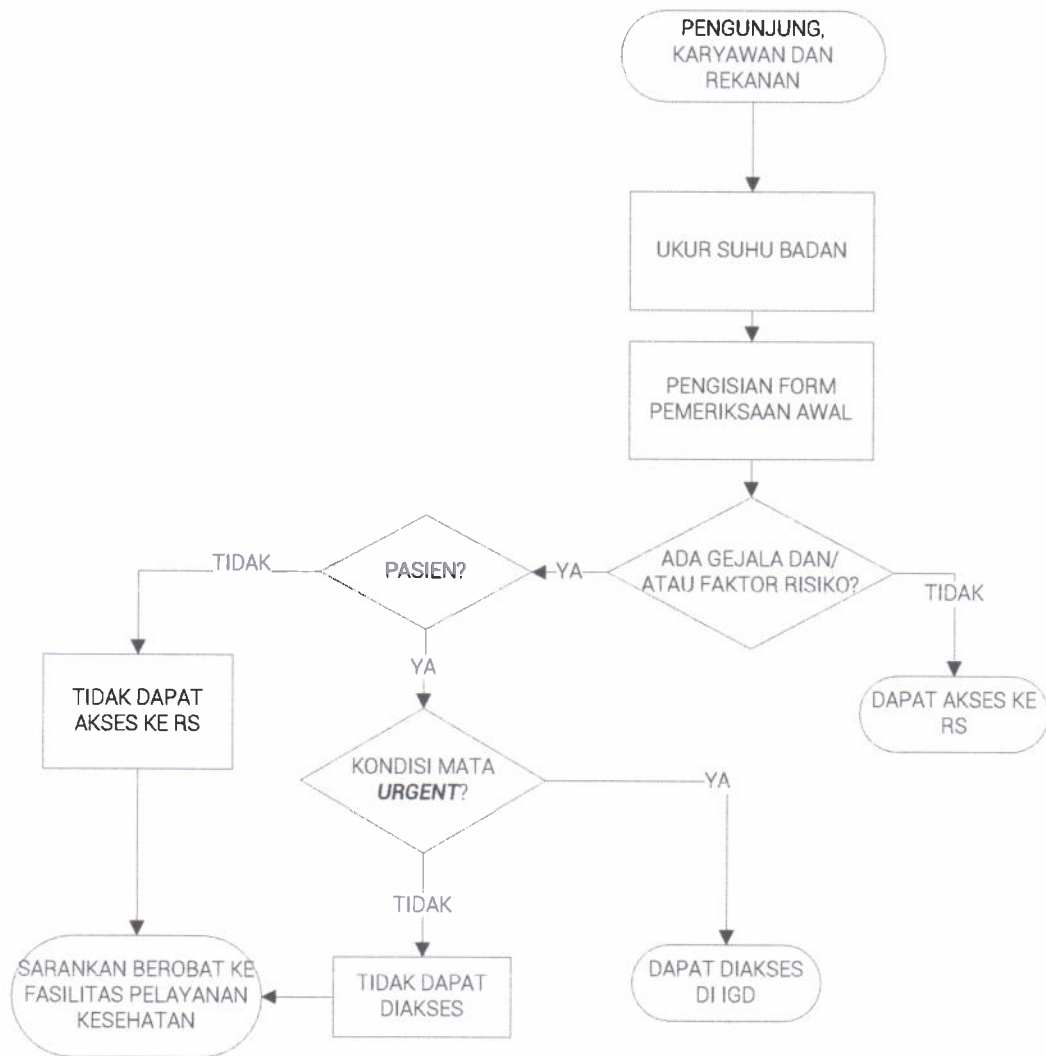 PENGUNJUNG,
KARYAWAN DAN
REKANAN
UKUR SUHU BADAN
PENGISIAN FORM
PEMERIKSAAN AWAL
ADA GEJALA DAN/
ATAU FAKTOR RISIKO?
YA
TIDAK
PASIEN?
TIDAK
YA
TIDAK DAPAT
AKSES KE RS
DAPAT AKSES KE
RS
KONDISI MATA
URGENT?
YA
TIDAK
SARANKAN BEROBAT KE
FASILITAS PELAYANAN
KESEHATAN
TIDAK DAPAT
DIAKSES
DAPAT DIAKSES
DI IGD